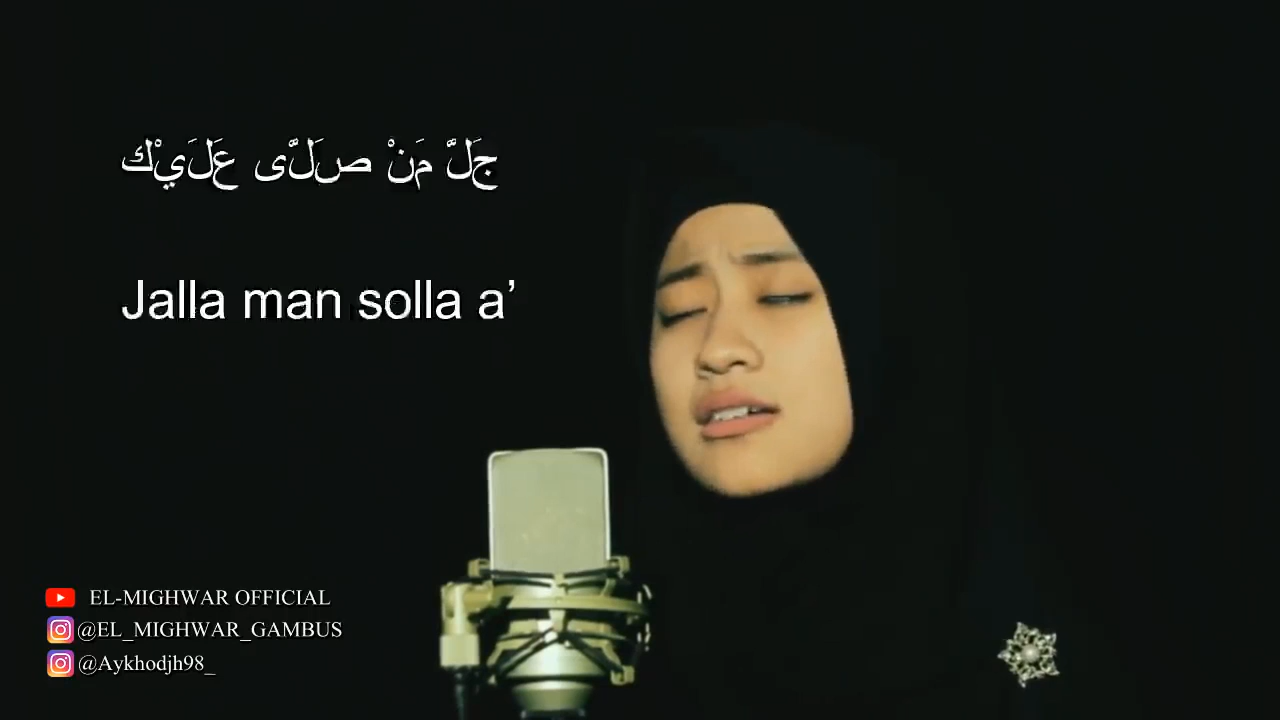 جَلَّ مَنْ صَلَّى عَلَيْك
Jalla man solla a’
EL-MIGHWAR OFFICIAL
@EL_MIGHWAR_GAMBUS
@Aykhodjh98_